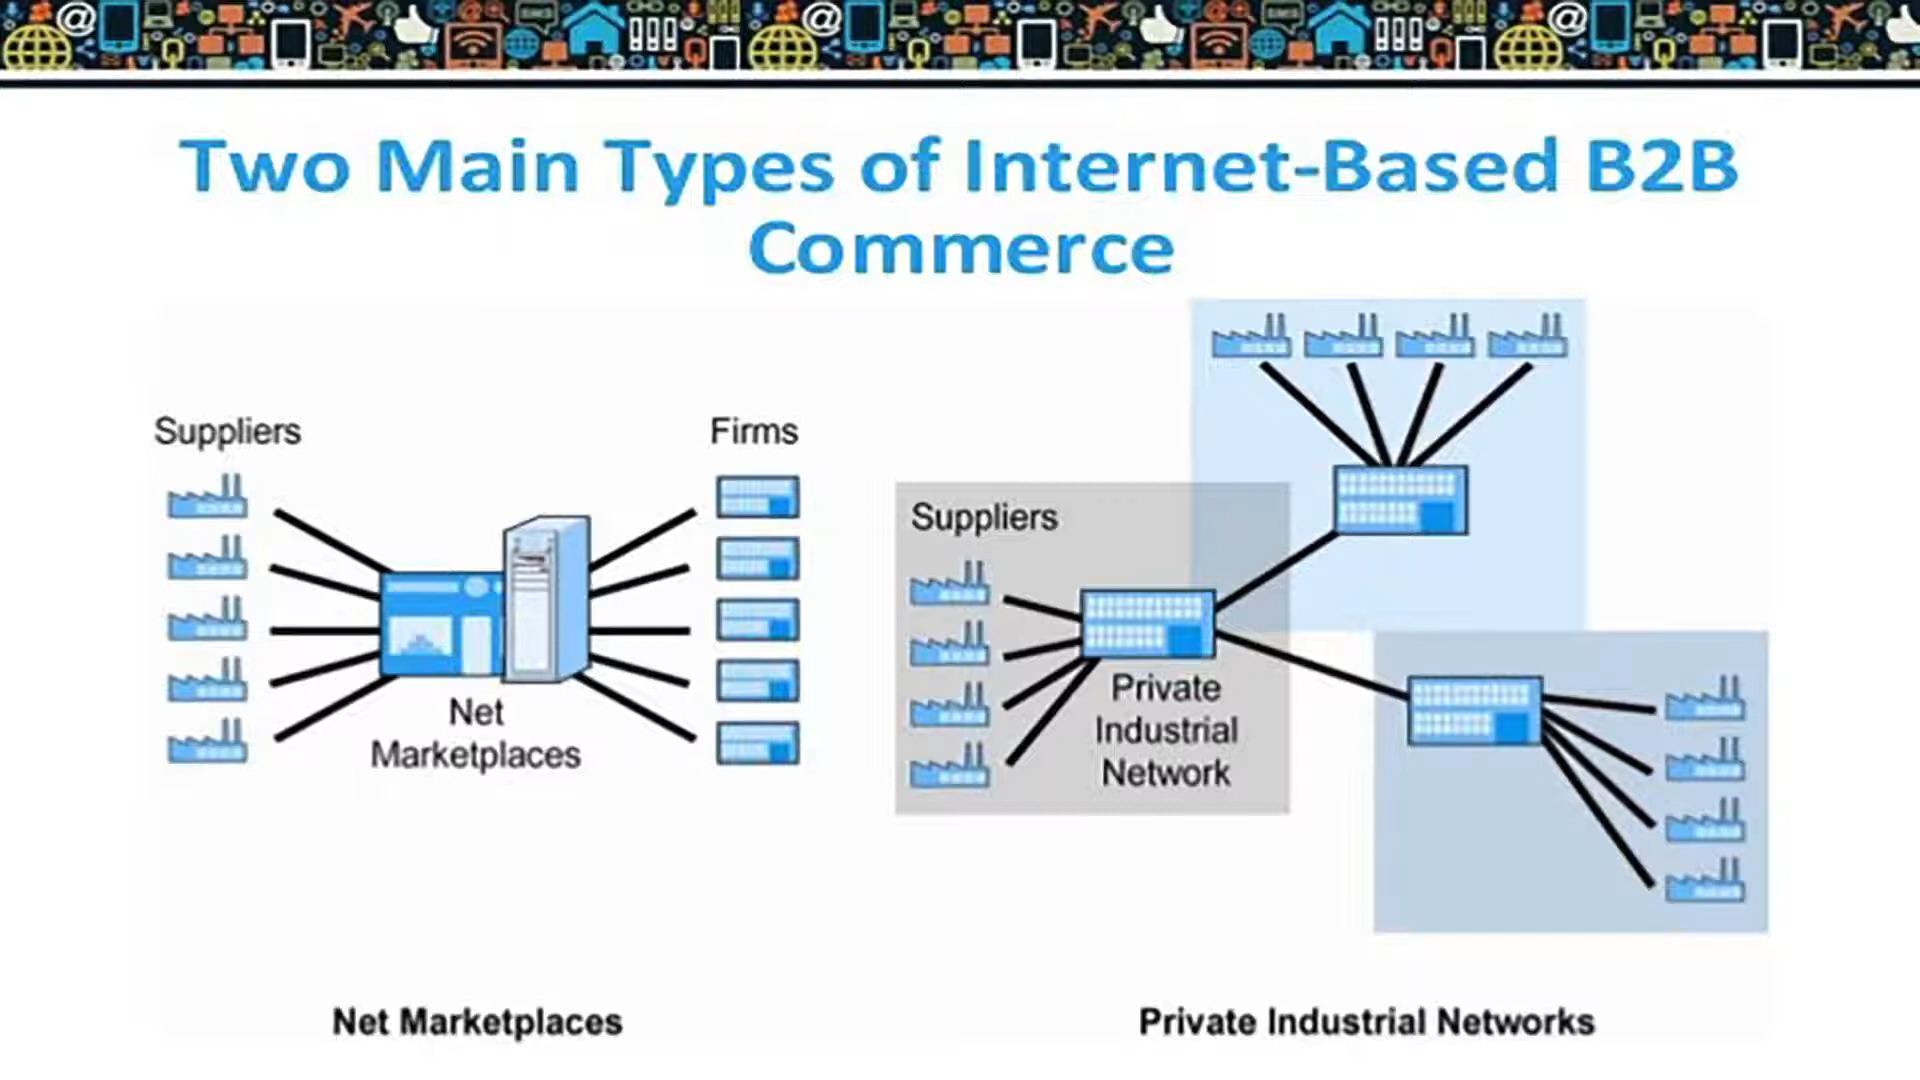 Two Main Types of Internet-Based B2B
Commerce
Suppliers
Firms
Net
Marketplaces
Suppliers
Private
Industrial
Network
Net Marketplaces
Private Industrial Networks